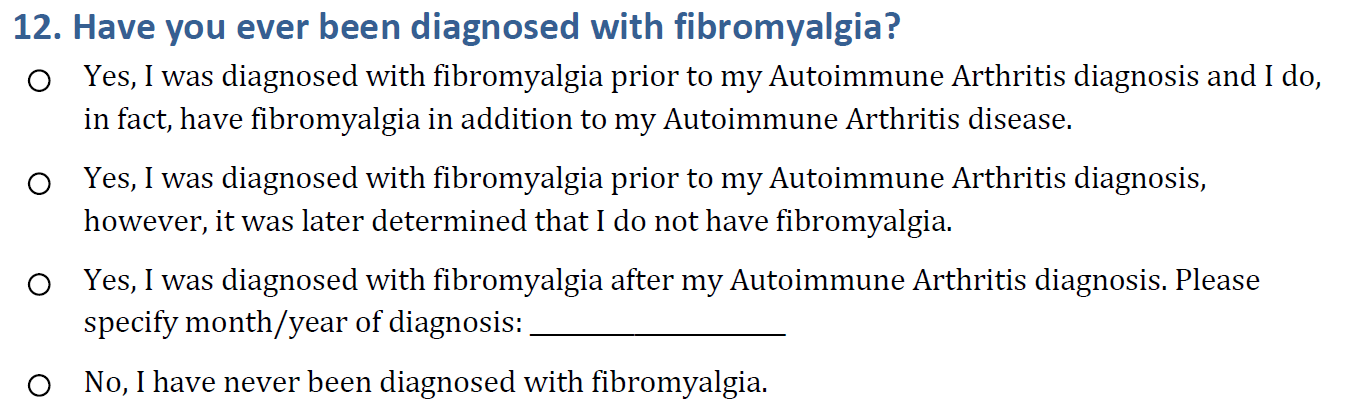 12. Have you ever been diagnosed with fibromyalgia?
Yes, I was diagnosed with fibromyalgia prior to my Autoimmune Arthritis diagnosis and I do,
in fact, have fibromyalgia in addition to my Autoimmune Arthritis disease.
Yes, I was diagnosed with fibromyalgia prior to my Autoimmune Arthritis diagnosis,
however, it was later determined that I do not have fibromyalgia.
Yes, I was diagnosed with fibromyalgia after my Autoimmune Arthritis diagnosis. Please
specify month/year of diagnosis: _________________
No, I have never been diagnosed with fibromyalgia.